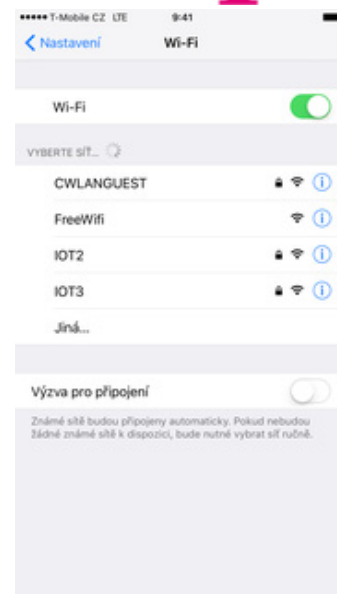 T-Mobile CZ LTE 9:41
Nastavení Wi-Fi
Wi-Fi
VYBERTE SÍŤ...
CWLANGUEST
FreeWifi
IOT2
IOT3
Jiná...
Výzva pro připojení
Známé sítě budou připojeny automaticky. Pokud nebudou
žádné známé sítě k dispozici, bude nutné vybrat síť ručně.